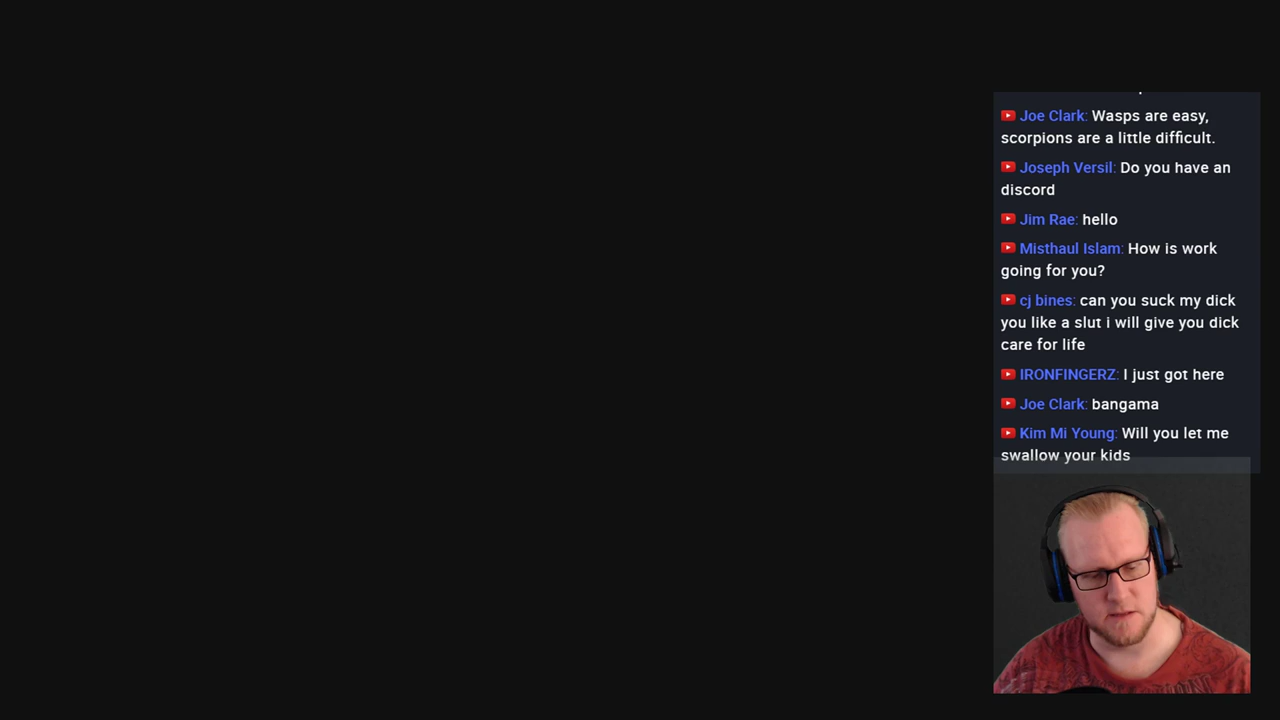 Joe Clark: Wasps are easy,
scorpions are a little difficult.
Joseph Versil: Do you have an
discord
Jim Rae: hello
Misthaul Islam: How is work
going for you?
cj bines: can you suck my dick
you like a slut i will give you dick
care for life
IRONFINGERZ: I just got here
Joe Clark: bangama
Kim Mi Young: Will you let me
swallow your kids